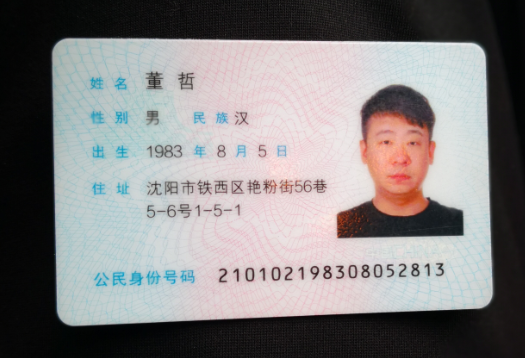 姓名 董哲
性别 男 民族 汉
出生 1983 年 8 月 5 日
住址 沈阳市铁西区艳粉街56巷
5-6号1-5-1
公民身份号码 210102198308052813